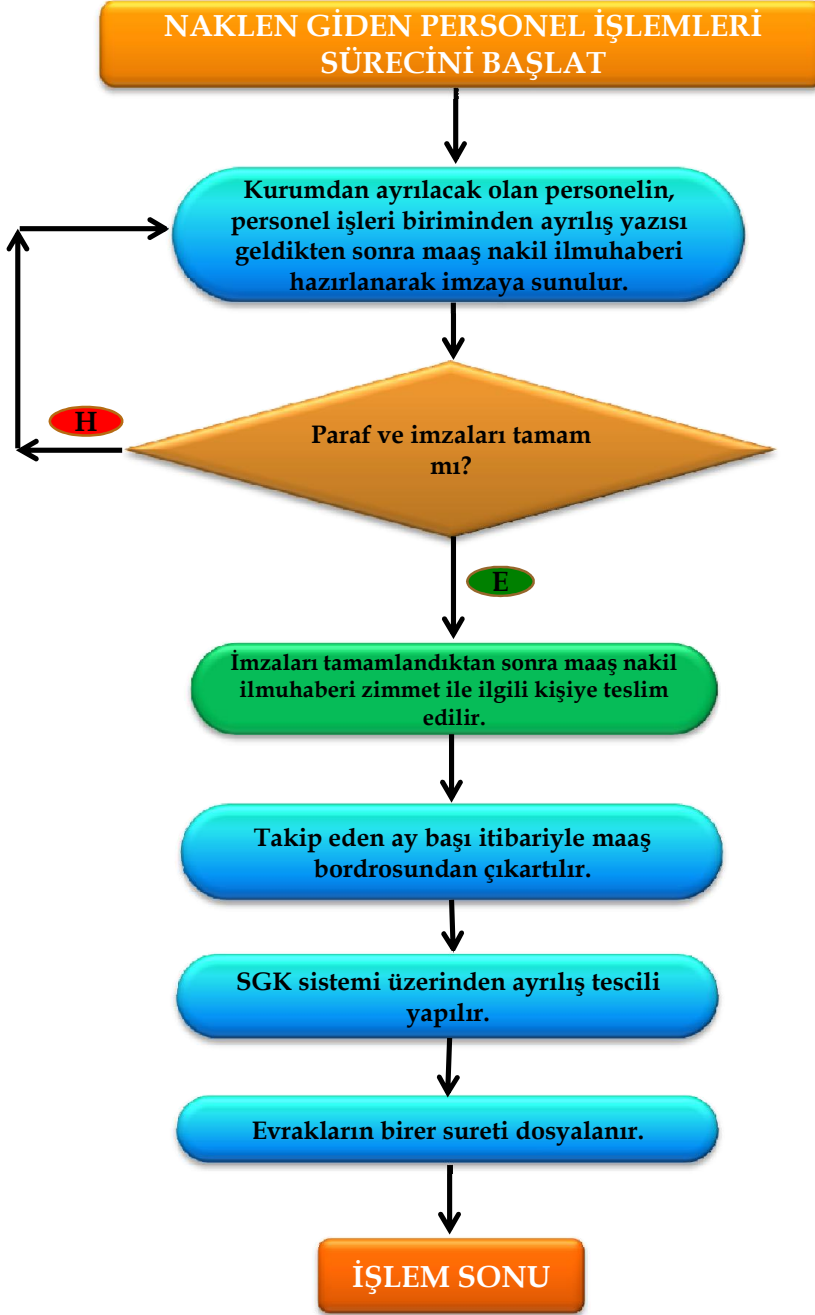 NAKLEN GİDEN PERSONEL İŞLEMLERİ
SÜRECİNİ BAŞLAT
Kurumdan ayrılacak olan personelin,
personel işleri biriminden ayrılış yazısı
geldikten sonra maaş nakil ilmuhaberi
hazırlanarak imzaya sunulur.
H
Paraf ve imzaları tamam
mı?
E
İmzaları tamamlandıktan sonra maaş nakil
ilmuhaberi zimmet ile ilgili kişiye teslim
edilir.
Takip eden ay başı itibariyle maaş
bordrosundan çıkartılır.
SGK sistemi üzerinden ayrılış tescili
yapılır.
Evrakların birer sureti dosyalanır.
İŞLEM SONU